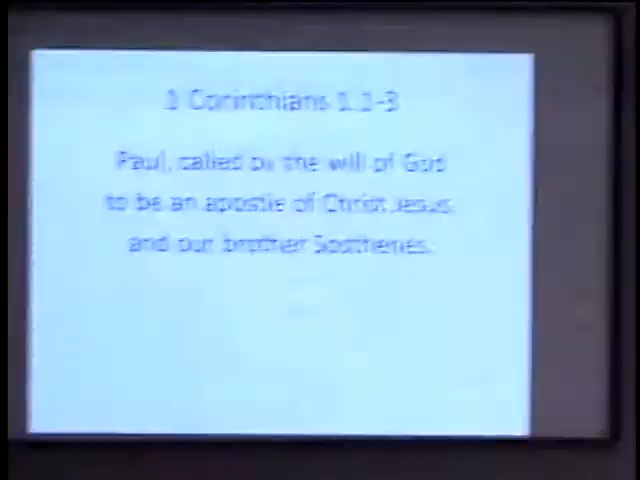 1 Corinthians 1.1-3
Paul, called by the will of God
to be an apostle of Christ Jesus,
and our brother Sosthenes.